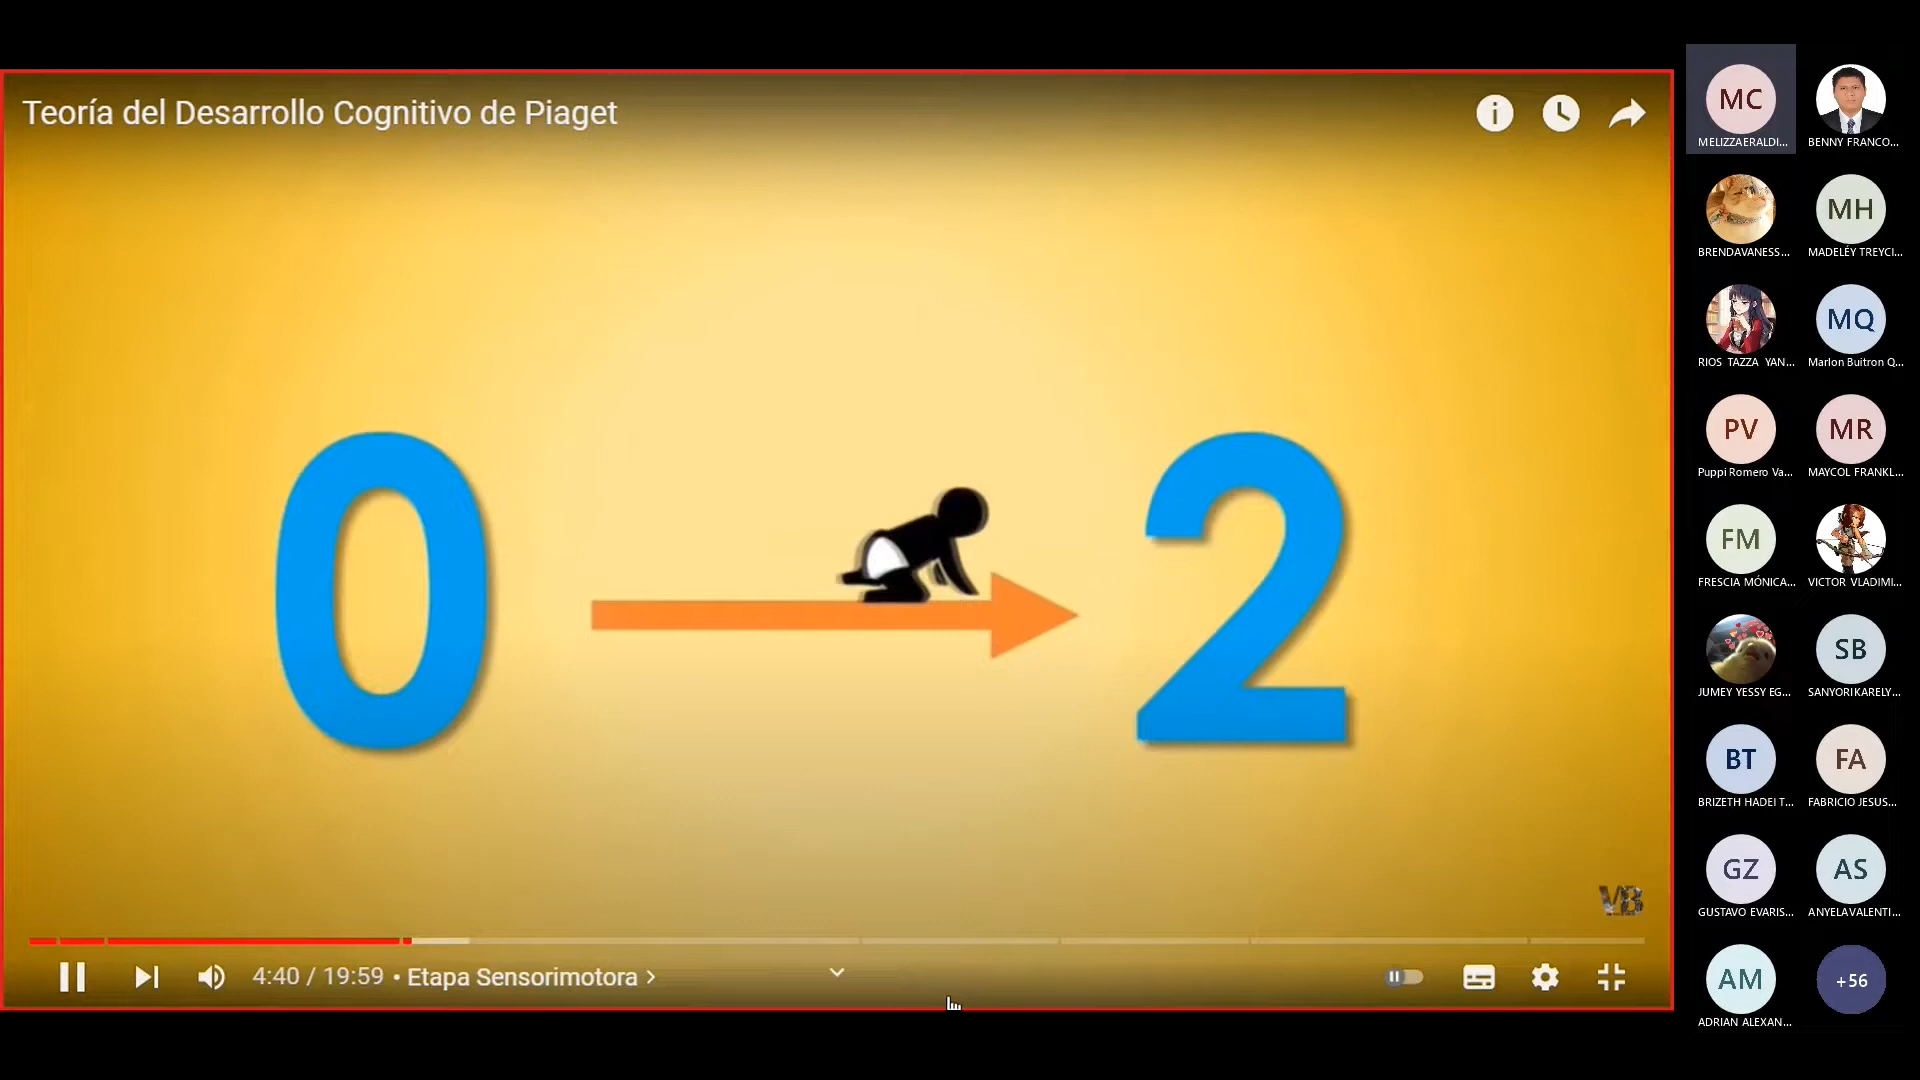 Teoría del Desarrollo Cognitivo de Piaget
0
2
VB
4:40 / 19:59 • Etapa Sensorimotora
MC
MELIZZAERALDI...
BENNY FRANCO...
BRENDAVANESS...
MH
MADELÉY TREYCI...
RIOS TAZZA YAN...
MQ
Marlon Buitron Q...
PV
Puppi Romero Va...
MR
MAYCOL FRANKL...
FM
FRESCIA MÓNICA...
VICTOR VLADIMI...
JUMEY YESSY EG...
SB
SANYORIKARELY...
BT
BRIZETH HADEI T...
FA
FABRICIO JESUS...
GZ
GUSTAVO EVARIS...
AS
ANYELAVALENTI...
AM
ADRIAN ALEXAN...
+56